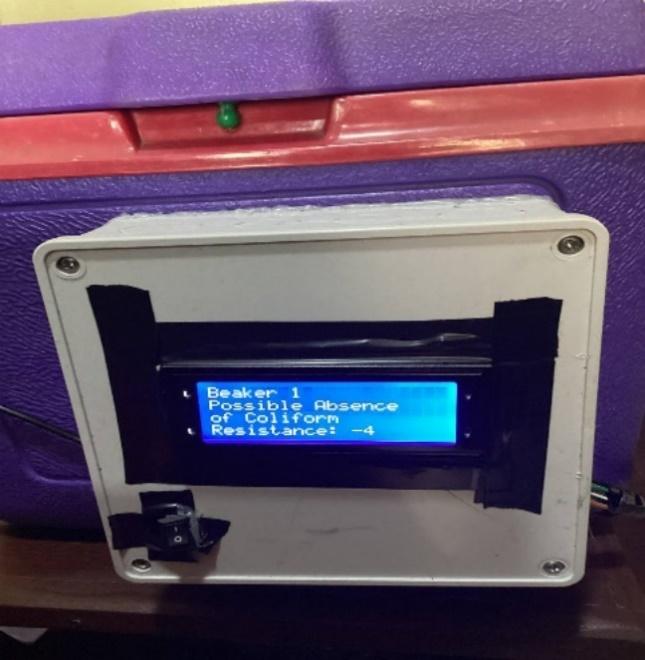 Beaker 1
Possible Absence
of Coliform
Resistance: -4